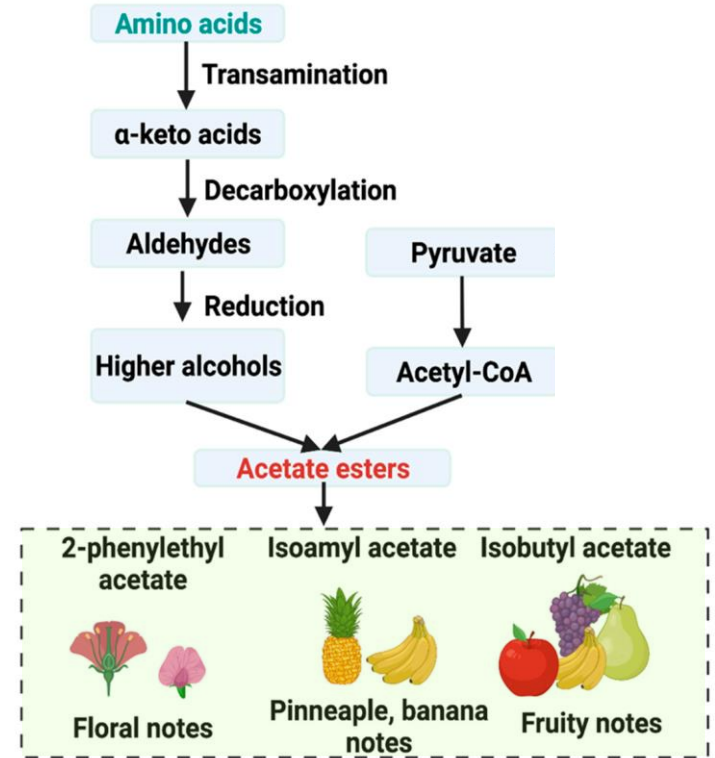 Amino acids
Transamination
α-keto acids
Decarboxylation
Aldehydes
Pyruvate
Reduction
Higher alcohols
Acetyl-CoA
Acetate esters
2-phenylethyl
acetate
Isoamyl acetate
Isobutyl acetate
Floral notes
Pinneaple, banana
notes
Fruity notes